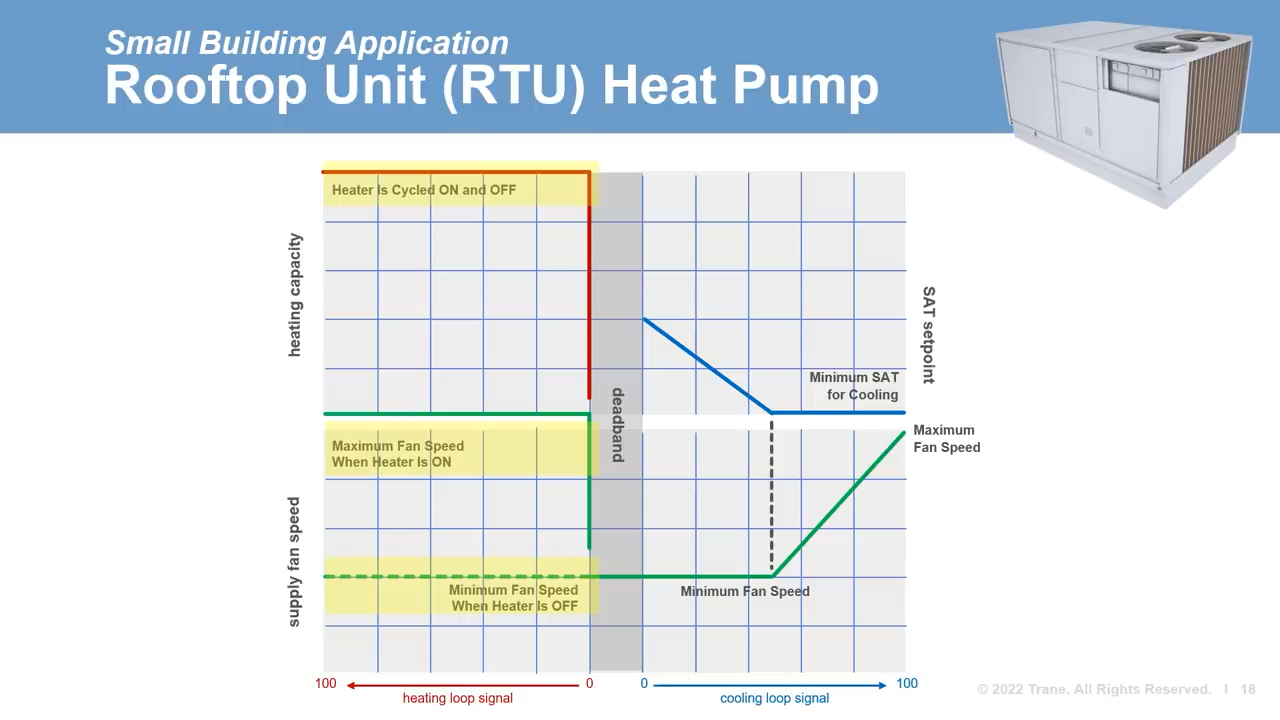 Small Building Application
Rooftop Unit (RTU) Heat Pump
Heater Is Cycled ON and OFF
heating capacity
SAT setpoint
Minimum SAT
for Cooling
deadband
Maximum Fan Speed
When Heater Is ON
Maximum
Fan Speed
supply fan speed
Minimum Fan Speed
When Heater Is OFF
Minimum Fan Speed
100
0
0
100
heating loop signal
cooling loop signal
© 2022 Trane. All Rights Reserved. I 18